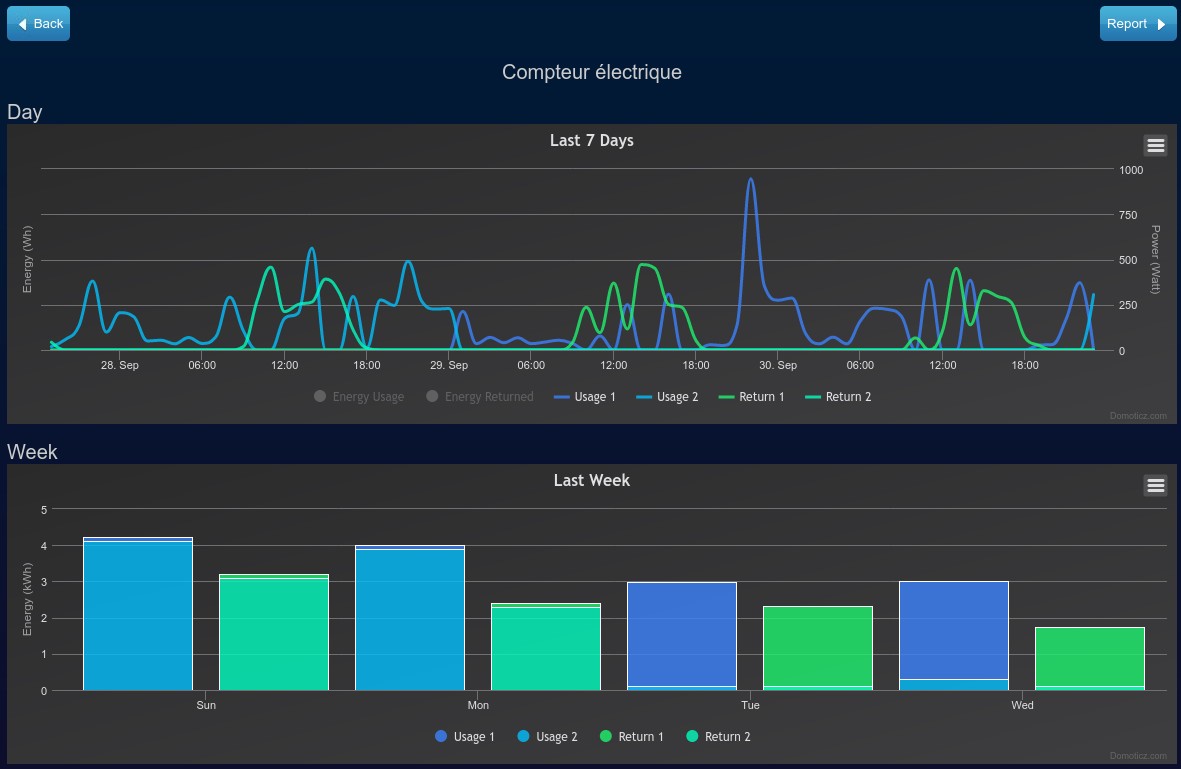 Back
Report
Compteur électrique
Day
Last 7 Days
1000
750
500
250
0
Energy (Wh)
Power (Watt)
28. Sep 06:00 12:00 18:00 29. Sep 06:00 12:00 18:00 30. Sep 06:00 12:00 18:00
Energy Usage Energy Returned Usage 1 Usage 2 Return 1 Return 2
Domoticz.com
Week
Last Week
5
4
3
2
1
0
Energy (kWh)
Sun Mon Tue Wed
Usage 1 Usage 2 Return 1 Return 2
Domoticz.com